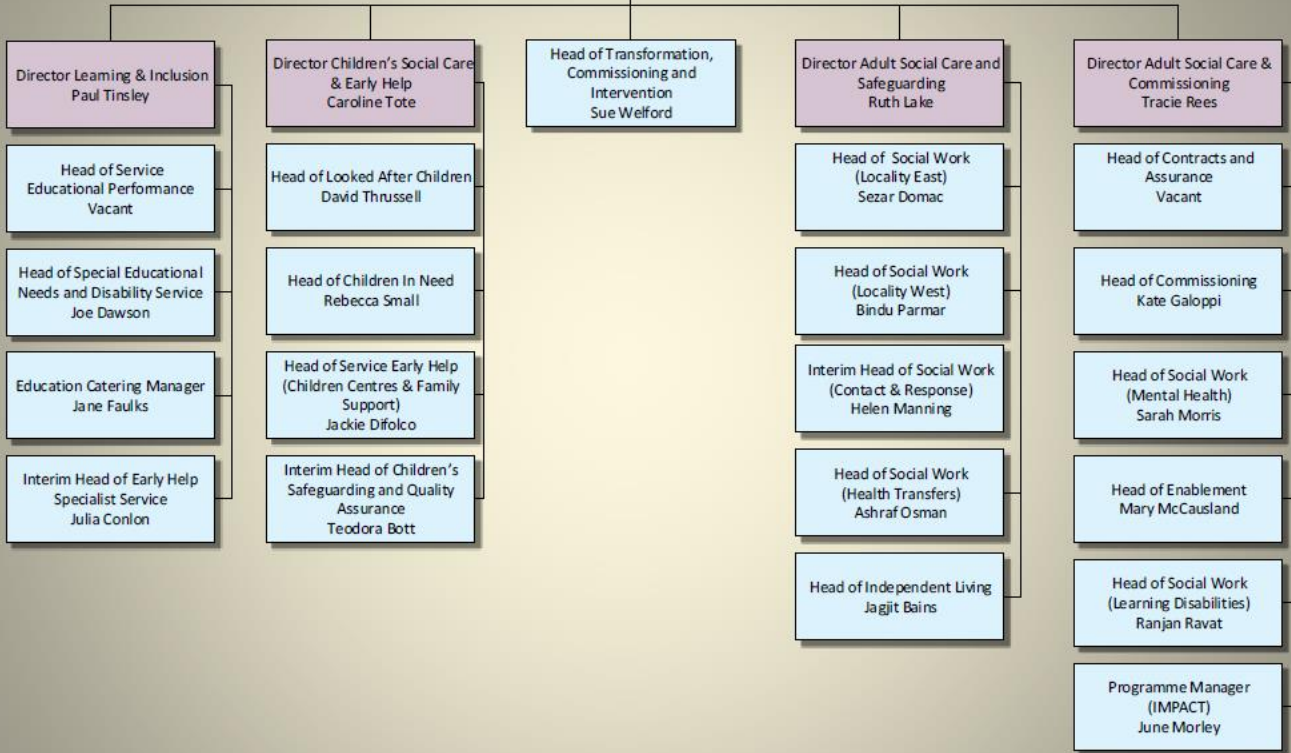 Director Learning & Inclusion
Paul Tinsley
Head of Service
Educational Performance
Vacant
Head of Special Educational
Needs and Disability Service
Joe Dawson
Education Catering Manager
Jane Faulks
Interim Head of Early Help
Specialist Service
Julia Conlon
Director Children's Social Care
& Early Help
Caroline Tote
Head of Looked After Children
David Thrussell
Head of Children In Need
Rebecca Small
Head of Service Early Help
(Children Centres & Family
Support)
Jackie Difolco
Interim Head of Children's
Safeguarding and Quality
Assurance
Teodora Bott
Head of Transformation,
Commissioning and
Intervention
Sue Welford
Director Adult Social Care and
Safeguarding
Ruth Lake
Head of Social Work
(Locality East)
Sezar Domac
Head of Social Work
(Locality West)
Bindu Parmar
Interim Head of Social Work
(Contact & Response)
Helen Manning
Head of Social Work
(Health Transfers)
Ashraf Osman
Head of Independent Living
Jagjit Bains
Director Adult Social Care &
Commissioning
Tracie Rees
Head of Contracts and
Assurance
Vacant
Head of Commissioning
Kate Galoppi
Head of Social Work
(Mental Health)
Sarah Morris
Head of Enablement
Mary McCausland
Head of Social Work
(Learning Disabilities)
Ranjan Ravat
Programme Manager
(IMPACT)
June Morley